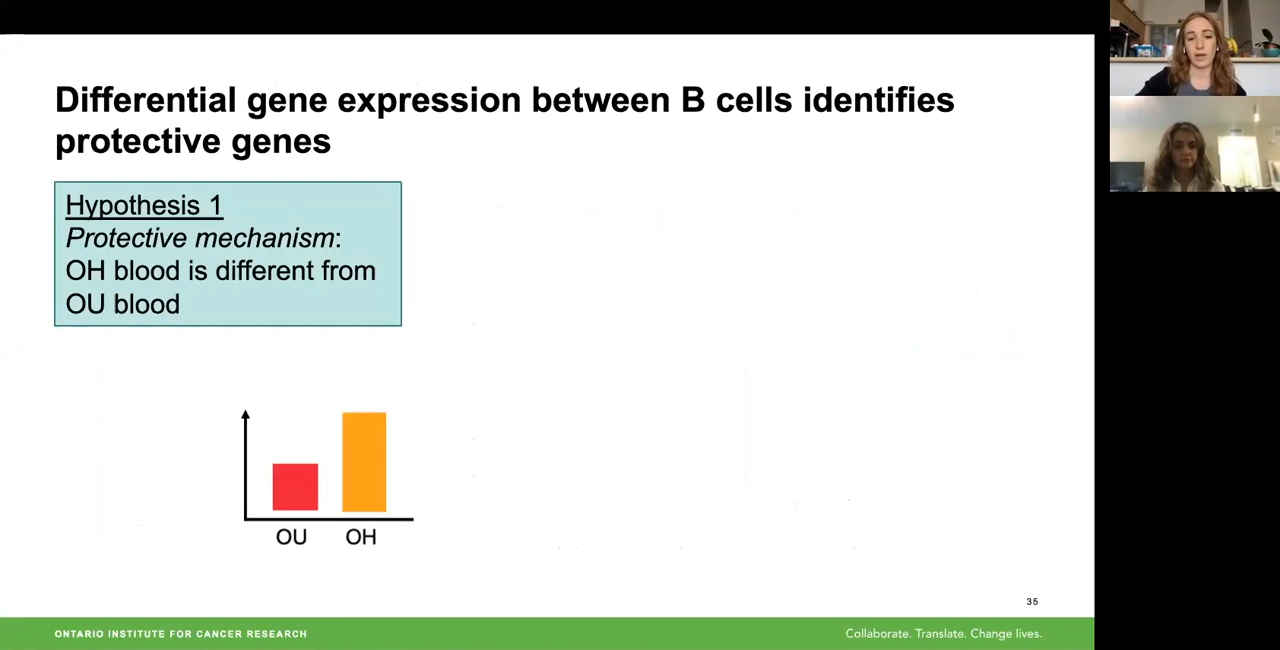 Differential gene expression between B cells identifies
protective genes
Hypothesis 1
Protective mechanism:
OH blood is different from
OU blood
OU OH
35
ONTARIO INSTITUTE FOR CANCER RESEARCH
Collaborate. Translate. Change lives.